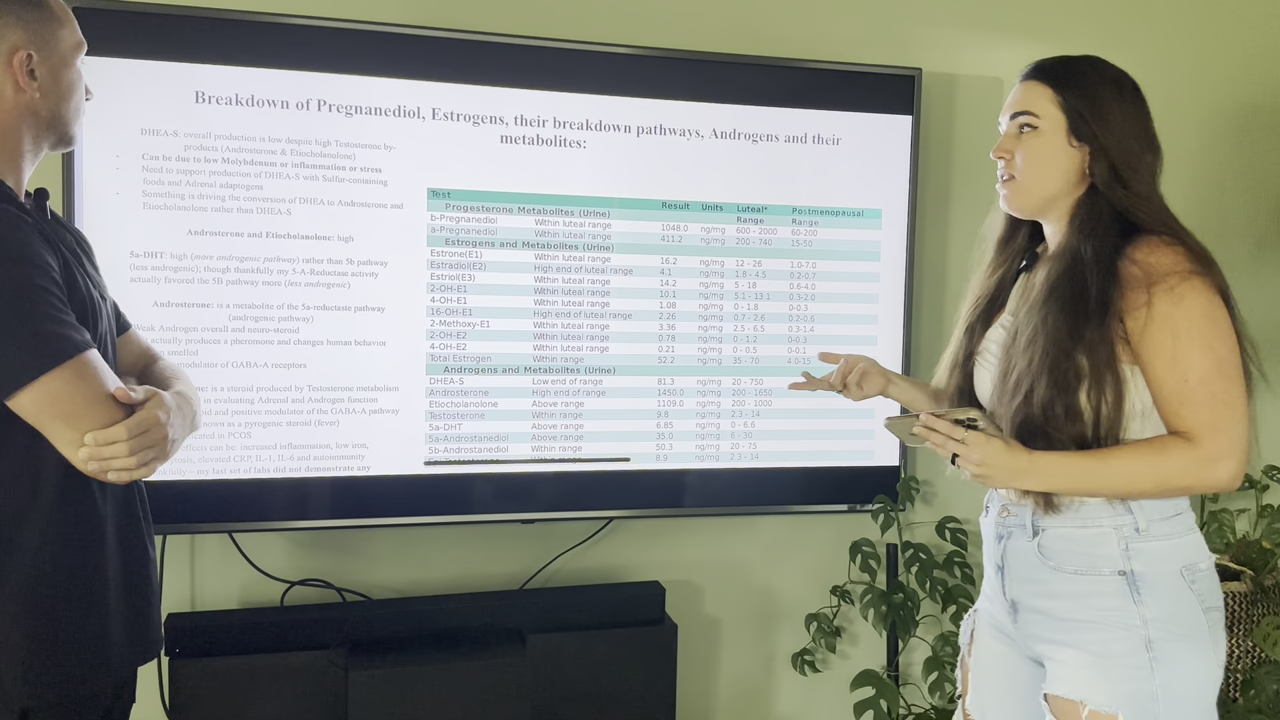 Breakdown of Pregnanediol, Estrogens, their breakdown pathways, Androgens and their
metabolites:
DHEA-S: overall production is low despite high Testosterone by-
products (Androsterone & Etiocholanolone)
- Can be due to low Molybdenum or inflammation or stress
- Need to support production of DHEA-S with Sulfur-containing
foods and Adrenal adaptogens
- Something is driving the conversion of DHEA to Androsterone and
Etiocholanolone rather than DHEA-S
Androsterone and Etiocholanolone: high
5a-DHT: high (more androgenic pathway) rather than 5b pathway
(less androgenic); though thankfully my 5-A-Reductase activity
actually favored the 5B pathway more (less androgenic)
Androsterone: is a metabolite of the 5a-reductase pathway
(androgenic pathway)
Weak Androgen overall and neuro-steroid
actually produces a pheromone and changes human behavior
smelled
modulator of GABA-A receptors
is a steroid produced by Testosterone metabolism
in evaluating Adrenal and Androgen function
and positive modulator of the GABA-A pathway
nown as a pyrogenic steroid (fever)
cated in PCOS
effects can be: increased inflammation, low iron,
elevated CRP, IL-1, IL-6 and autoimmunity
my last set of labs did not demonstrate any
Test Result Units Luteal* Range Postmenopausal Range
Progesterone Metabolites (Urine)
b-Pregnanediol Within luteal range 1048.0 ng/mg 600 - 2000 60-200
a-Pregnanediol Within luteal range 411.2 ng/mg 200 - 740 15-50
Estrogens and Metabolites (Urine)
Estrone(E1) Within luteal range 16.2 ng/mg 12 - 26 1.0-7.0
Estradiol(E2) High end of luteal range 4.1 ng/mg 1.8 - 4.5 0.2-0.7
Estriol(E3) Within luteal range 14.2 ng/mg 5 - 18 0.6-4.0
2-OH-E1 Within luteal range 10.1 ng/mg 5.1 - 13.1 0.3-2.0
4-OH-E1 Within luteal range 1.08 ng/mg 0 - 1.8 0-0.3
16-OH-E1 High end of luteal range 2.26 ng/mg 0.7 - 2.6 0.2-0.6
2-Methoxy-E1 Within luteal range 3.36 ng/mg 2.5 - 6.5 0.3-1.4
2-OH-E2 Within luteal range 0.78 ng/mg 0 - 1.2 0-0.3
4-OH-E2 Within luteal range 0.21 ng/mg 0 - 0.5 0-0.1
Total Estrogen Within range 52.2 ng/mg 35 - 70 4.0-15
Androgens and Metabolites (Urine)
DHEA-S Low end of range 81.3 ng/mg 20 - 750
Androsterone High end of range 1450.0 ng/mg 200 - 1650
Etiocholanolone Above range 1109.0 ng/mg 200 - 1000
Testosterone Within range 9.8 ng/mg 2.3 - 14
5a-DHT Above range 6.85 ng/mg 0 - 6.6
5a-Androstanediol Above range 35.0 ng/mg 6 - 30
5b-Androstanediol Within range 50.3 ng/mg 20 - 75
Within range 8.9 ng/mg 2.3 - 14